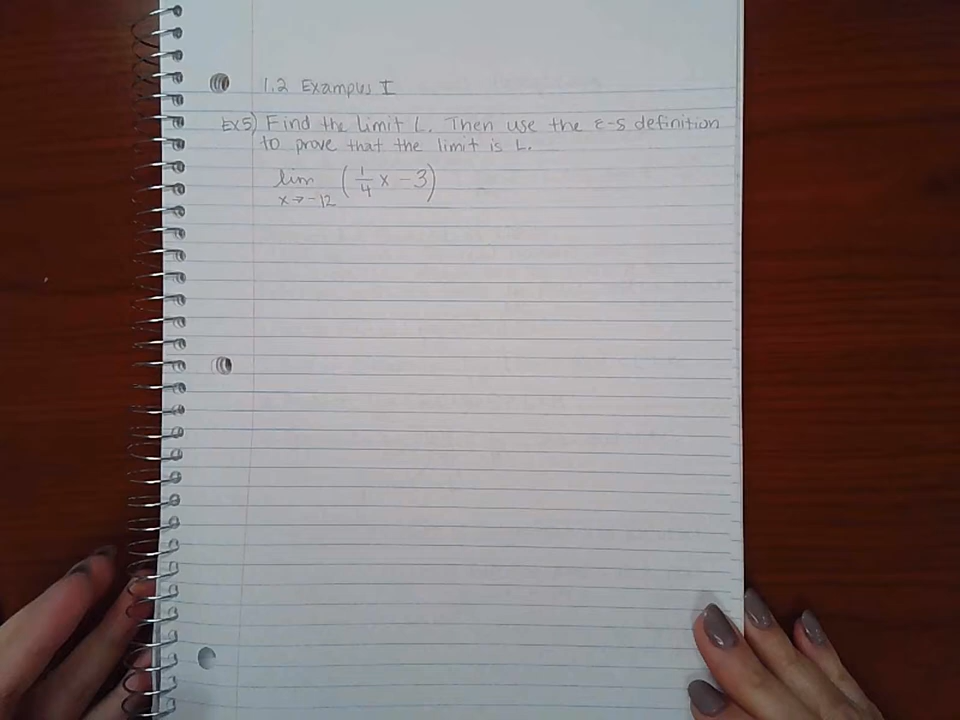 1.2 Examples I
Ex5) Find the limit L. Then use the ε-δ definition
to prove that the limit is L.
lim x→-12 (1/4 x - 3)